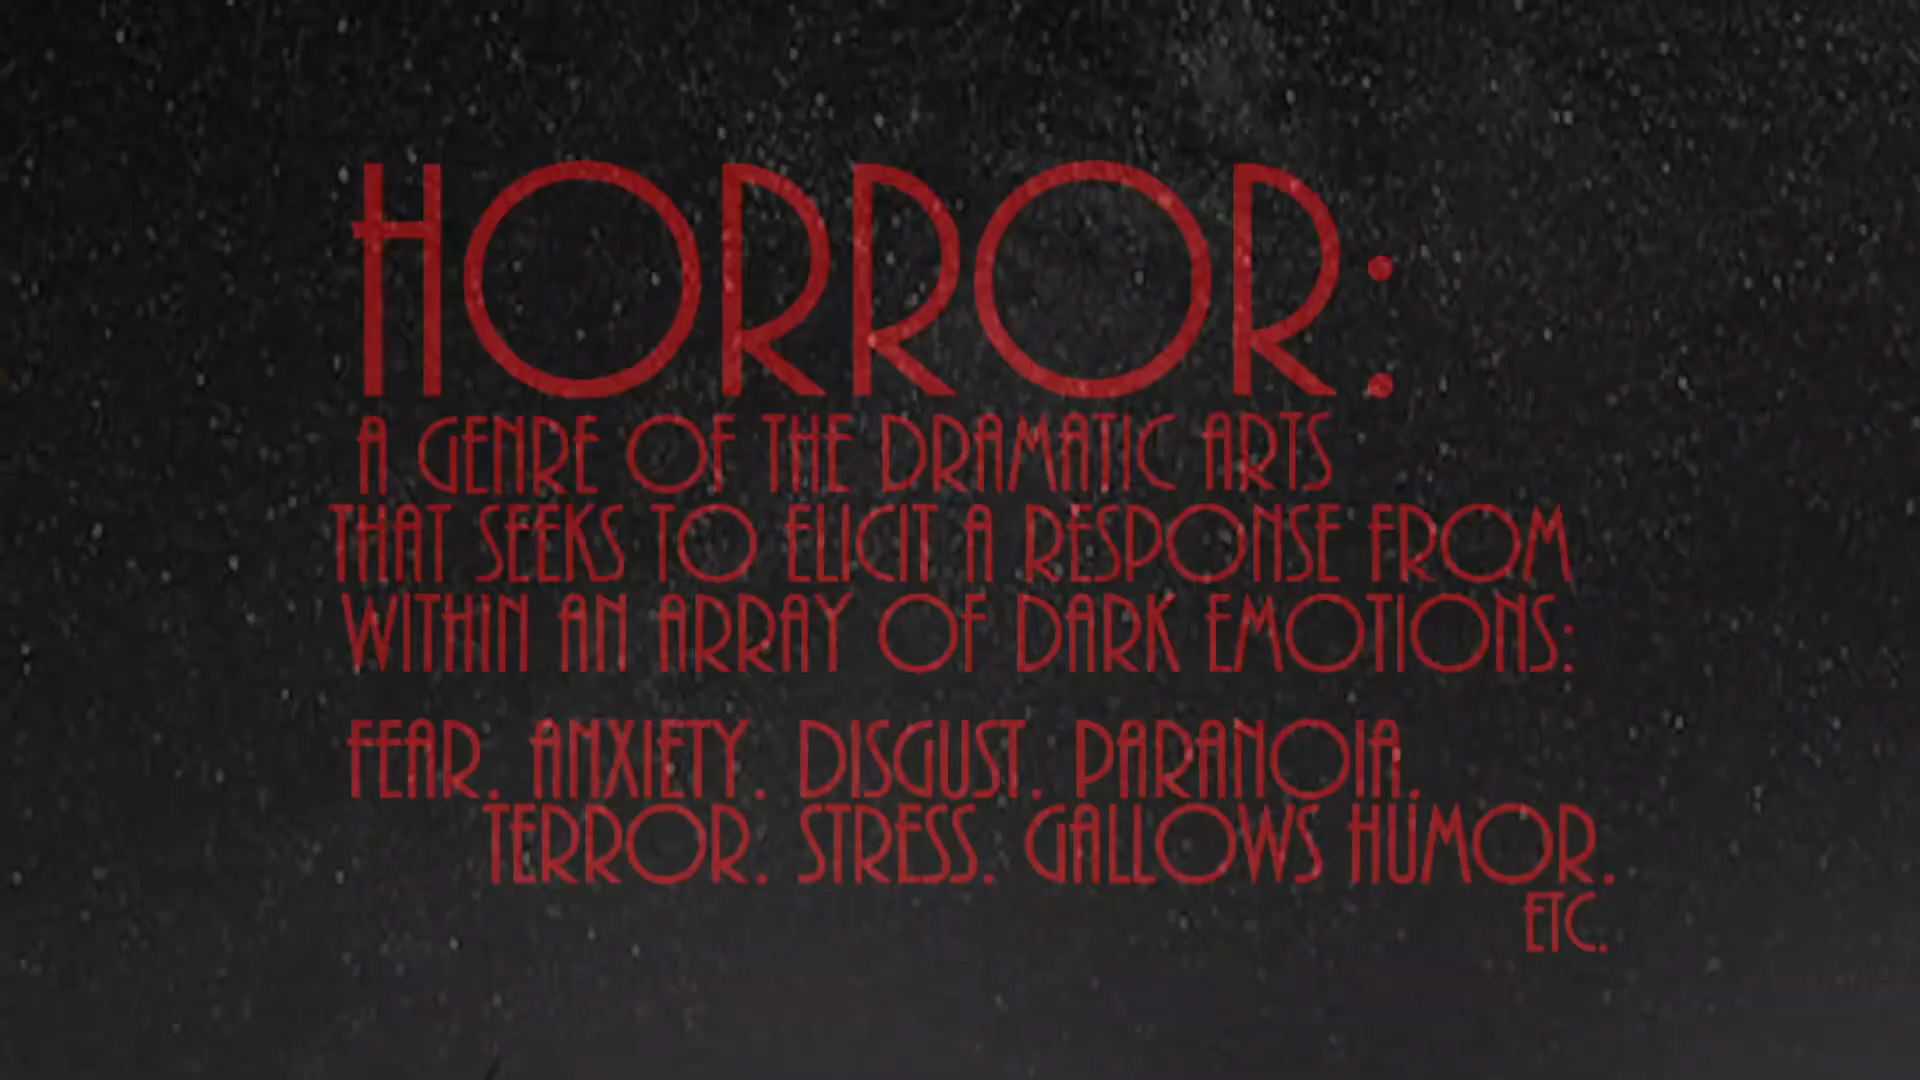 HORROR:
A GENRE OF THE DRAMATIC ARTS
THAT SEEKS TO ELICIT A RESPONSE FROM
WITHIN AN ARRAY OF DARK EMOTIONS:
FEAR. ANXIETY. DISGUST. PARANOIA.
TERROR. STRESS. GALLOWS HUMOR.
ETC.